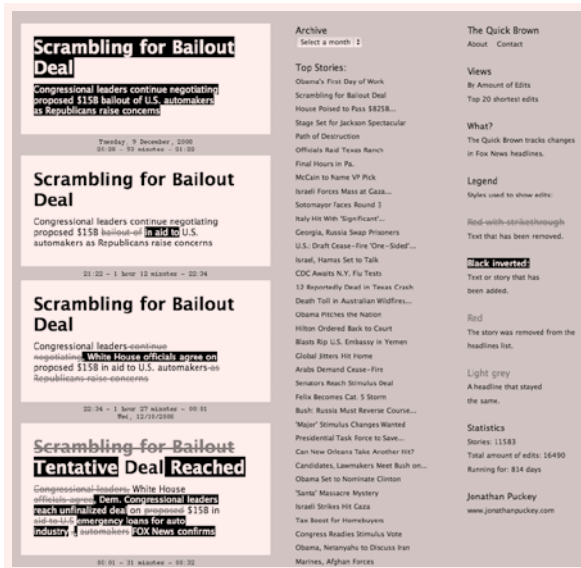 Scrambling for Bailout
Deal
Congressional leaders continue negotiating
proposed $15B bailout of U.S. automakers
as Republicans raise concerns
Tuesday, 9 December, 2008
20:08 - 93 minutes - 21:22
Scrambling for Bailout
Deal
Congressional leaders continue negotiating
proposed $15B bailout of in aid to U.S.
automakers as Republicans raise concerns
21:22 - 1 hour 12 minutes - 22:34
Scrambling for Bailout
Deal
Congressional leaders continue
negotiating, White House officials agree on
proposed $15B in aid to U.S. automakers as
Republicans raise concerns
22:34 - 1 hour 27 minutes - 00:01
Wed, 12/10/2008
Scrambling for Bailout
Tentative Deal Reached
Congressional leaders, White House
officials agree, Dem. Congressional leaders
reach unfinalized deal on proposed $15B in
aid to U.S emergency loans for auto
industry, automakers FOX News confirms
00:01 - 31 minutes - 00:32
Archive
Select a month
Top Stories:
Obama's First Day of Work
Scrambling for Bailout Deal
House Poised to Pass $825B...
Stage Set for Jackson Spectacular
Path of Destruction
Officials Raid Texas Ranch
Final Hours in Pa.
McCain to Name VP Pick
Israeli Forces Mass at Gaza...
Sotomayor Faces Round 3
Italy Hit With 'Significant'...
Georgia, Russia Swap Prisoners
U.S.: Draft Cease-Fire 'One-Sided'...
Israel, Hamas Set to Talk
CDC Awaits N.Y. Flu Tests
12 Reportedly Dead in Texas Crash
Death Toll in Australian Wildfires...
Obama Pitches the Nation
Hilton Ordered Back to Court
Blasts Rip U.S. Embassy in Yemen
Global Jitters Hit Home
Arabs Demand Cease-Fire
Senators Reach Stimulus Deal
Felix Becomes Cat. 5 Storm
Bush: Russia Must Reverse Course...
'Major' Stimulus Changes Wanted
Presidential Task Force to Save...
Can New Orleans Take Another Hit?
Candidates, Lawmakers Meet Bush on...
Obama Set to Nominate Clinton
'Santa' Massacre Mystery
Israeli Strikes Hit Gaza
Tax Boost for Homebuyers
Congress Readies Stimulus Vote
Obama, Netanyahu to Discuss Iran
Marines, Afghan Forces
The Quick Brown
About Contact
Views
By Amount of Edits
Top 20 shortest edits
What?
The Quick Brown tracks changes
in Fox News headlines.
Legend
Styles used to show edits:
Red with strikethrough
Text that has been removed.
Black inverted:
Text or story that has
been added.
Red
The story was removed from the
headlines list.
Light grey
A headline that stayed
the same.
Statistics
Stories: 11583
Total amount of edits: 16490
Running for: 814 days
Jonathan Puckey
www.jonathanpuckey.com